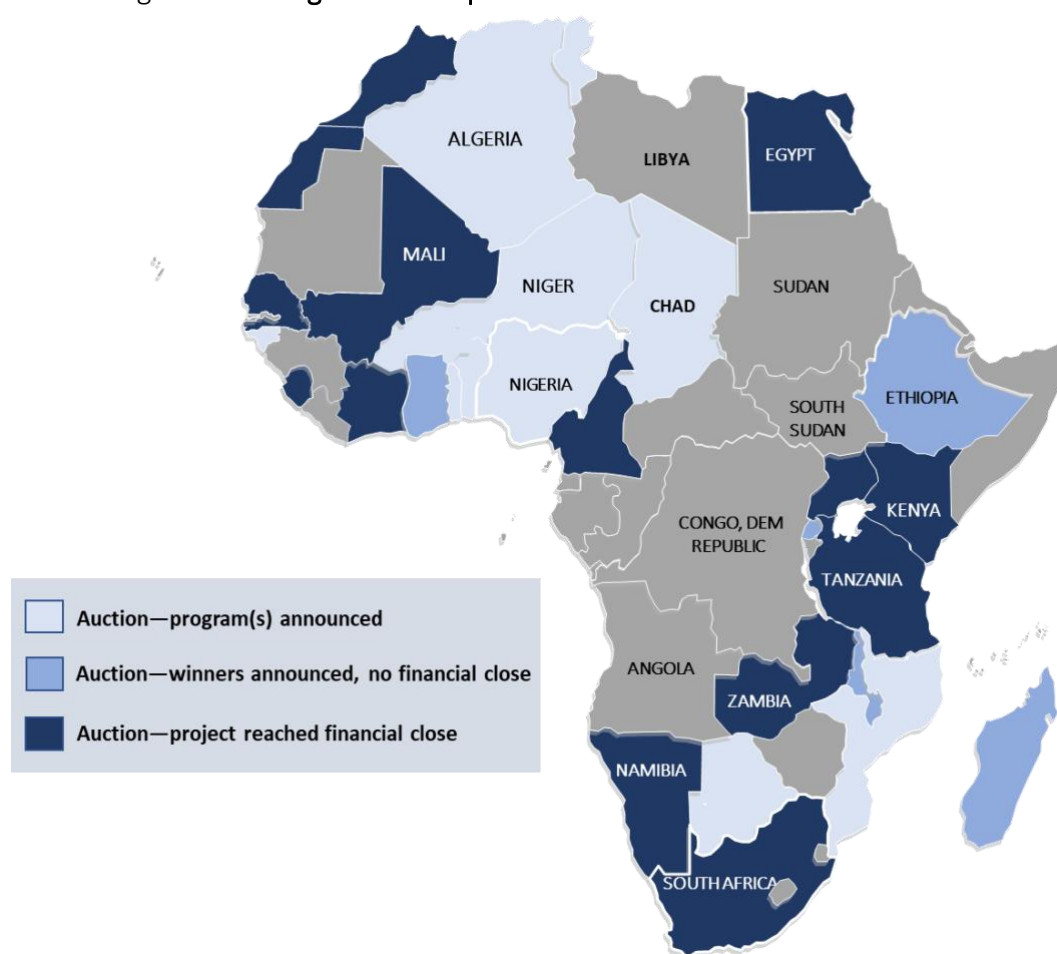 ALGERIA
LIBYA
EGYPT
MALI
NIGER
CHAD
SUDAN
NIGERIA
SOUTH
SUDAN
ETHIOPIA
CONGO, DEM
REPUBLIC
KENYA
TANZANIA
ANGOLA
ZAMBIA
NAMIBIA
SOUTH AFRICA
Auction—program(s) announced
Auction—winners announced, no financial close
Auction—project reached financial close